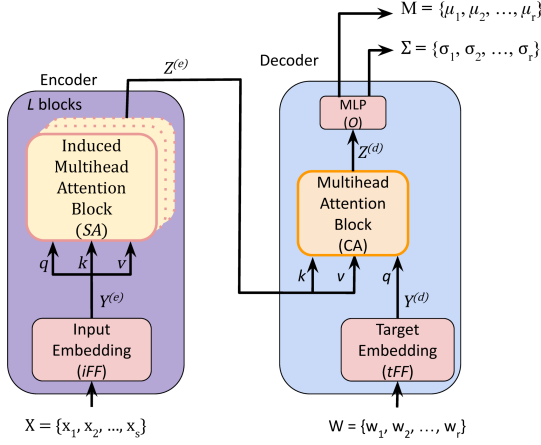 M = {μ₁, μ₂, …, μᵣ}
Σ = {σ₁, σ₂, …, σᵣ}
Z⁽ᵉ⁾
Encoder
Decoder
L blocks
MLP
(O)
Z⁽ᵈ⁾
Induced
Multihead
Attention
Block
(SA)
Multihead
Attention
Block
(CA)
q
k
v
k
v
q
Y⁽ᵉ⁾
Y⁽ᵈ⁾
Input
Embedding
(iFF)
Target
Embedding
(tFF)
X = {x₁, x₂, ..., xₛ}
W = {w₁, w₂, …, wᵣ}